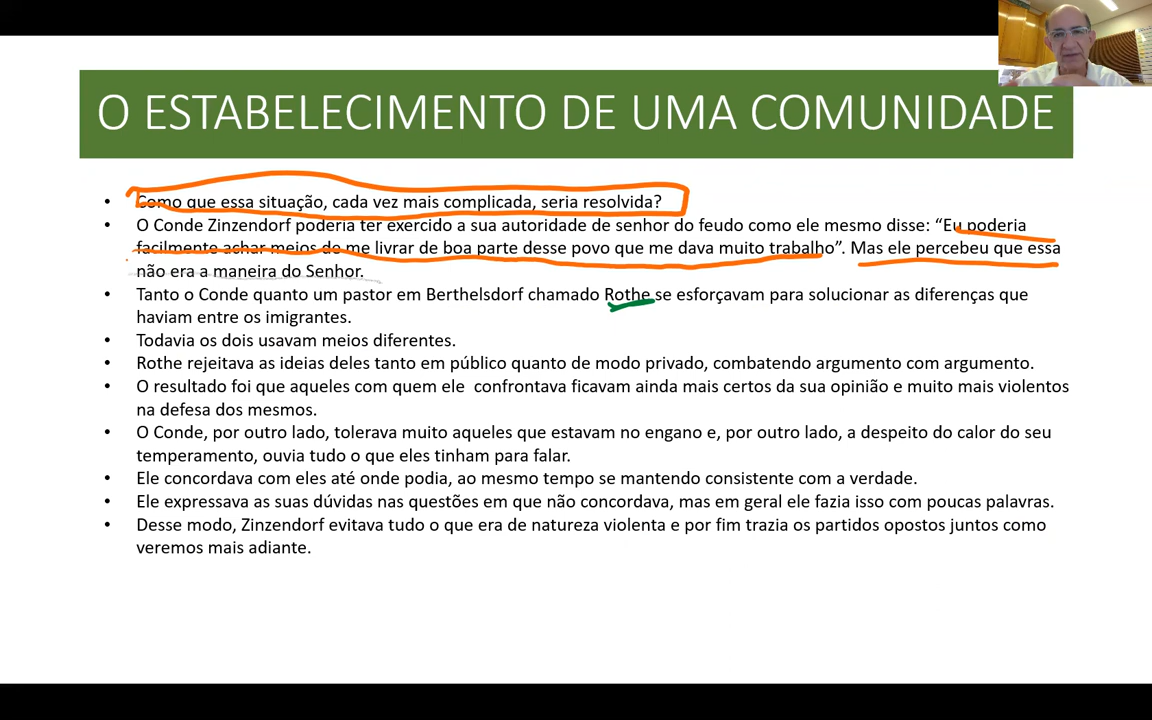 O ESTABELECIMENTO DE UMA COMUNIDADE
• Como que essa situação, cada vez mais complicada, seria resolvida?
• O Conde Zinzendorf poderia ter exercido a sua autoridade de senhor do feudo como ele mesmo disse: “Eu poderia
facilmente achar meios de me livrar de boa parte desse povo que me dava muito trabalho”. Mas ele percebeu que essa
não era a maneira do Senhor.
• Tanto o Conde quanto um pastor em Berthelsdorf chamado Rothe se esforçavam para solucionar as diferenças que
haviam entre os imigrantes.
• Todavia os dois usavam meios diferentes.
• Rothe rejeitava as ideias deles tanto em público quanto de modo privado, combatendo argumento com argumento.
• O resultado foi que aqueles com quem ele confrontava ficavam ainda mais certos da sua opinião e muito mais violentos
na defesa dos mesmos.
• O Conde, por outro lado, tolerava muito aqueles que estavam no engano e, por outro lado, a despeito do calor do seu
temperamento, ouvia tudo o que eles tinham para falar.
• Ele concordava com eles até onde podia, ao mesmo tempo se mantendo consistente com a verdade.
• Ele expressava as suas dúvidas nas questões em que não concordava, mas em geral ele fazia isso com poucas palavras.
• Desse modo, Zinzendorf evitava tudo o que era de natureza violenta e por fim trazia os partidos opostos juntos como
veremos mais adiante.